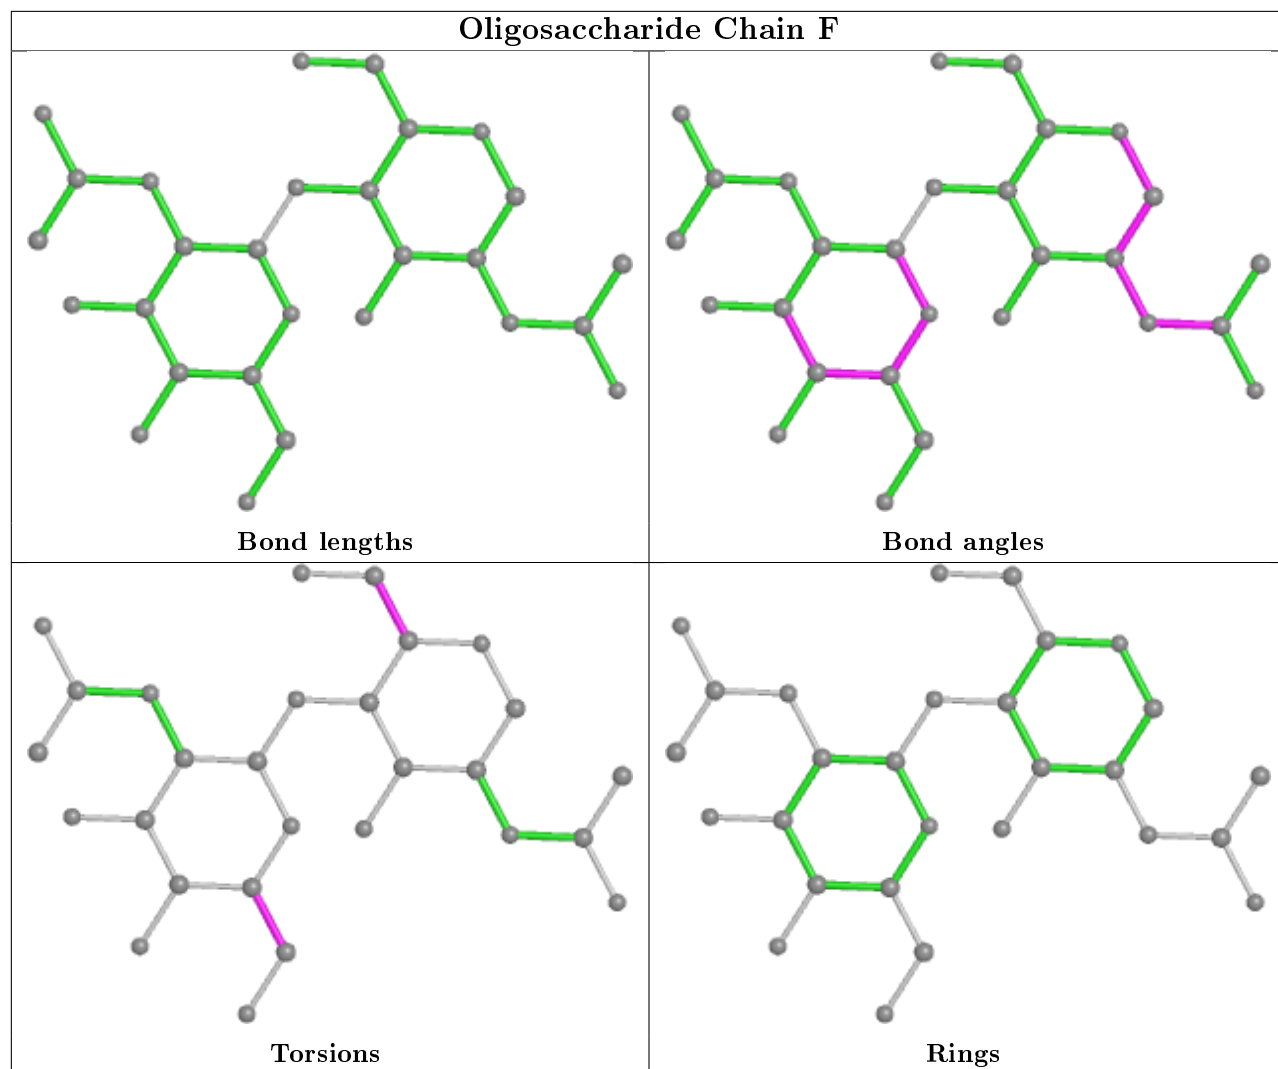 Oligosaccharide Chain F
Bond lengths
Bond angles
Torsions
Rings